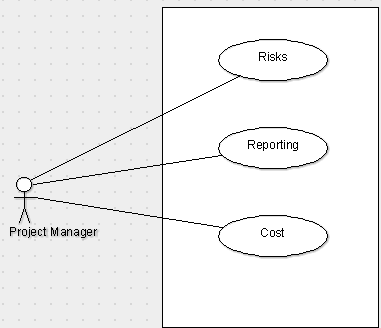 Risks
Reporting
Cost
Project Manager